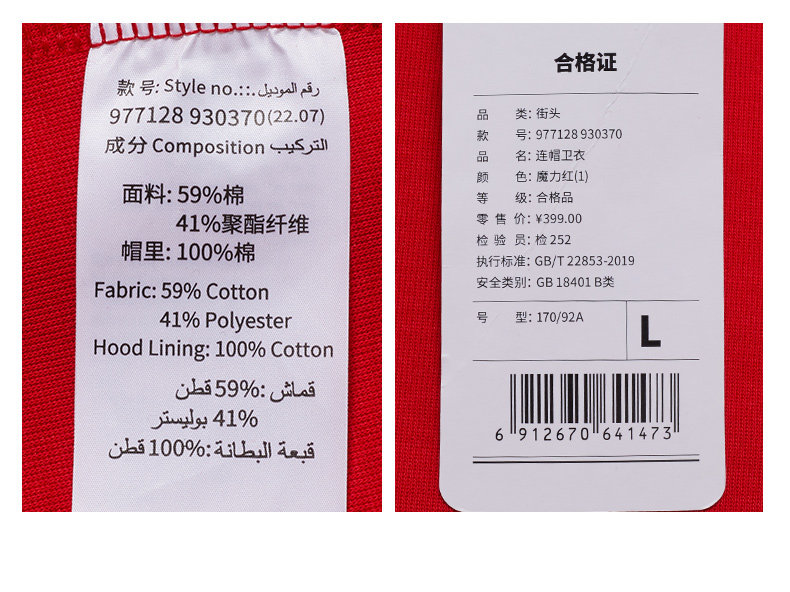 款 号: Style no.::. رقم الموديل
977128 930370(22.07)
成分 Composition التركيب
面料: 59%棉
41%聚酯纤维
帽里: 100%棉
Fabric: 59% Cotton
41% Polyester
Hood Lining: 100% Cotton
قماش :59% قطن
41% بوليستر
قبعة البطانة :100% قطن
合格证
品 类: 街头
款 号: 977128 930370
品 名: 连帽卫衣
颜 色: 魔力红(1)
等 级: 合格品
零 售 价: ¥399.00
检 验 员: 检 252
执行标准: GB/T 22853-2019
安全类别: GB 18401 B类
号 型: 170/92A
L
6 912670 641473